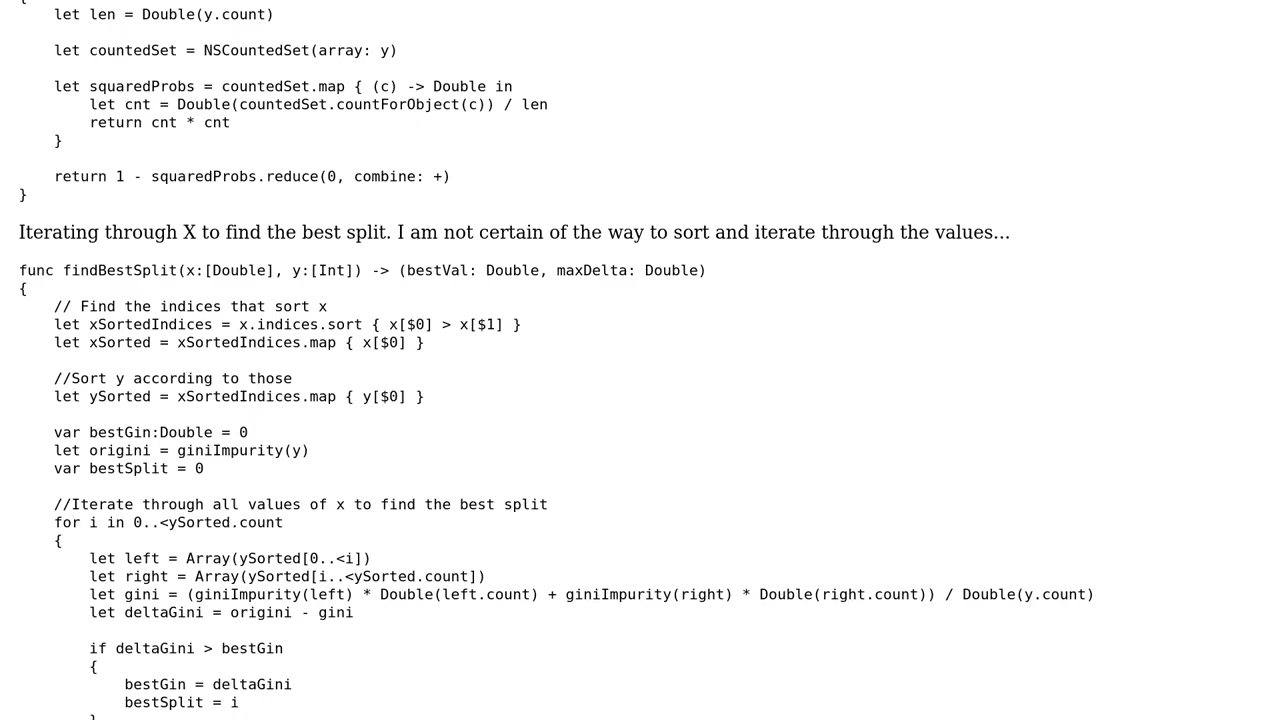 {
    let len = Double(y.count)

    let countedSet = NSCountedSet(array: y)

    let squaredProbs = countedSet.map { (c) -> Double in
        let cnt = Double(countedSet.countForObject(c)) / len
        return cnt * cnt
    }

    return 1 - squaredProbs.reduce(0, combine: +)
}
Iterating through X to find the best split. I am not certain of the way to sort and iterate through the values...
func findBestSplit(x:[Double], y:[Int]) -> (bestVal: Double, maxDelta: Double)
{
    // Find the indices that sort x
    let xSortedIndices = x.indices.sort { x[$0] > x[$1] }
    let xSorted = xSortedIndices.map { x[$0] }

    //Sort y according to those
    let ySorted = xSortedIndices.map { y[$0] }

    var bestGin:Double = 0
    let origini = giniImpurity(y)
    var bestSplit = 0

    //Iterate through all values of x to find the best split
    for i in 0..<ySorted.count
    {
        let left = Array(ySorted[0..<i])
        let right = Array(ySorted[i..<ySorted.count])
        let gini = (giniImpurity(left) * Double(left.count) + giniImpurity(right) * Double(right.count)) / Double(y.count)
        let deltaGini = origini - gini

        if deltaGini > bestGin
        {
            bestGin = deltaGini
            bestSplit = i
        }